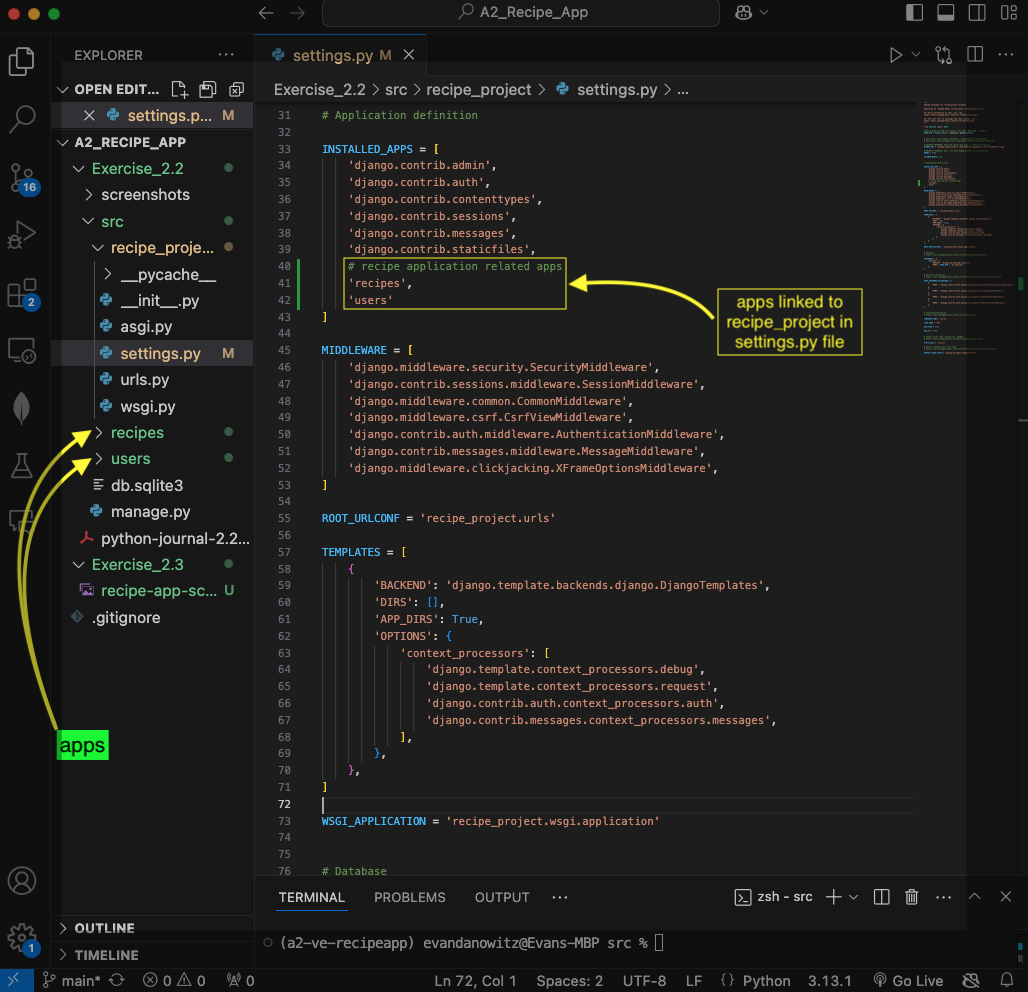 A2_Recipe_App
EXPLORER
OPEN EDIT...
settings.p... M
A2_RECIPE_APP
Exercise_2.2
screenshots
src
recipe_proje...
__pycache__
__init__.py
asgi.py
settings.py M
urls.py
wsgi.py
recipes
users
db.sqlite3
manage.py
python-journal-2.2...
Exercise_2.3
recipe-app-sc... U
.gitignore
16
2
apps
1
OUTLINE
TIMELINE
settings.py M
Exercise_2.2 > src > recipe_project > settings.py > ...
31 # Application definition
32
33 INSTALLED_APPS = [
34 'django.contrib.admin',
35 'django.contrib.auth',
36 'django.contrib.contenttypes',
37 'django.contrib.sessions',
38 'django.contrib.messages',
39 'django.contrib.staticfiles',
40 # recipe application related apps
41 'recipes',
42 'users'
43 ]
44
45 MIDDLEWARE = [
46 'django.middleware.security.SecurityMiddleware',
47 'django.contrib.sessions.middleware.SessionMiddleware',
48 'django.middleware.common.CommonMiddleware',
49 'django.middleware.csrf.CsrfViewMiddleware',
50 'django.contrib.auth.middleware.AuthenticationMiddleware',
51 'django.contrib.messages.middleware.MessageMiddleware',
52 'django.middleware.clickjacking.XFrameOptionsMiddleware',
53 ]
54
55 ROOT_URLCONF = 'recipe_project.urls'
56
57 TEMPLATES = [
58 {
59 'BACKEND': 'django.template.backends.django.DjangoTemplates',
60 'DIRS': [],
61 'APP_DIRS': True,
62 'OPTIONS': {
63 'context_processors': [
64 'django.template.context_processors.debug',
65 'django.template.context_processors.request',
66 'django.contrib.auth.context_processors.auth',
67 'django.contrib.messages.context_processors.messages',
68 ],
69 },
70 },
71 ]
72
73 WSGI_APPLICATION = 'recipe_project.wsgi.application'
74
75
76 # Database
apps linked to
recipe_project in
settings.py file
TERMINAL PROBLEMS OUTPUT ... zsh - src
(a2-ve-recipeapp) evandanowitz@Evans-MBP src %
main* 0 0 0 Ln 72, Col 1 Spaces: 2 UTF-8 LF {} Python 3.13.1 Go Live